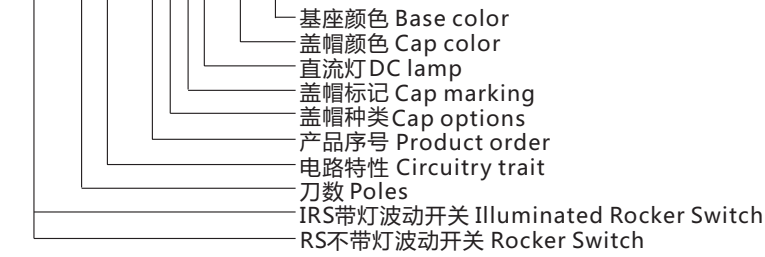 基座颜色 Base color
盖帽颜色 Cap color
直流灯DC lamp
盖帽标记 Cap marking
盖帽种类Cap options
产品序号 Product order
电路特性 Circuitry trait
刀数 Poles
IRS带灯波动开关 Illuminated Rocker Switch
RS不带灯波动开关 Rocker Switch